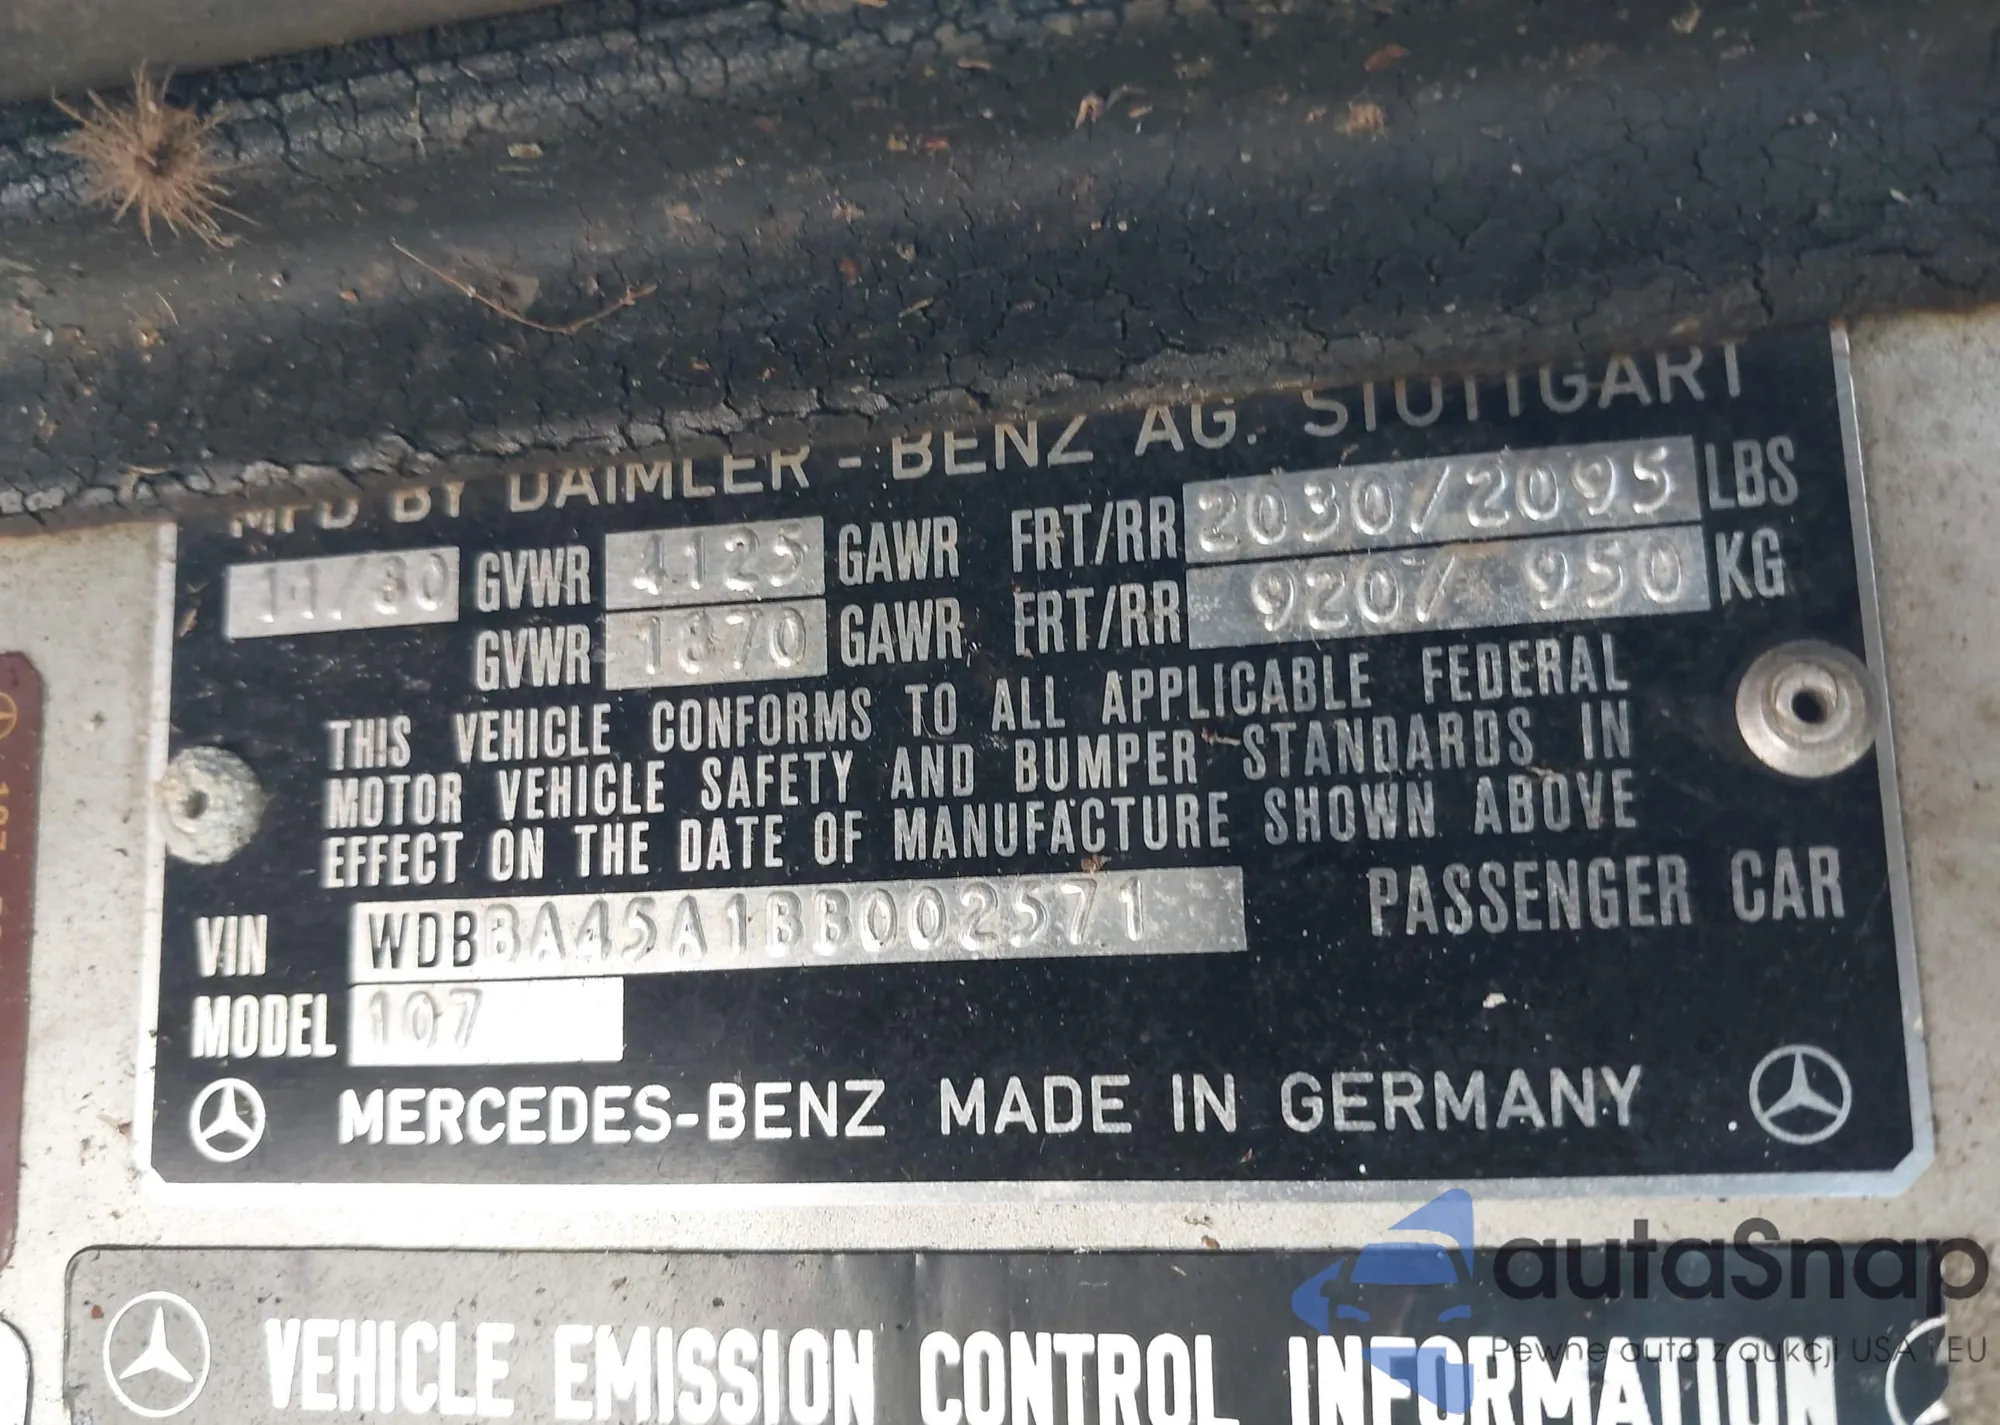 MFD BY DAIMLER-BENZ AG. STUTTGART
11/80 GVWR 4125 GAWR FRT/RR 2030/2095 LBS
GVWR 1870 GAWR FRT/RR 920/ 950 KG
THIS VEHICLE CONFORMS TO ALL APPLICABLE FEDERAL
MOTOR VEHICLE SAFETY AND BUMPER STANDARDS IN
EFFECT ON THE DATE OF MANUFACTURE SHOWN ABOVE
VIN WDBBA45A1BB002571 PASSENGER CAR
MODEL 107
MERCEDES-BENZ MADE IN GERMANY
VEHICLE EMISSION CONTROL INFORMATION
autaSnap
Pewne auta z aukcji USA i EU